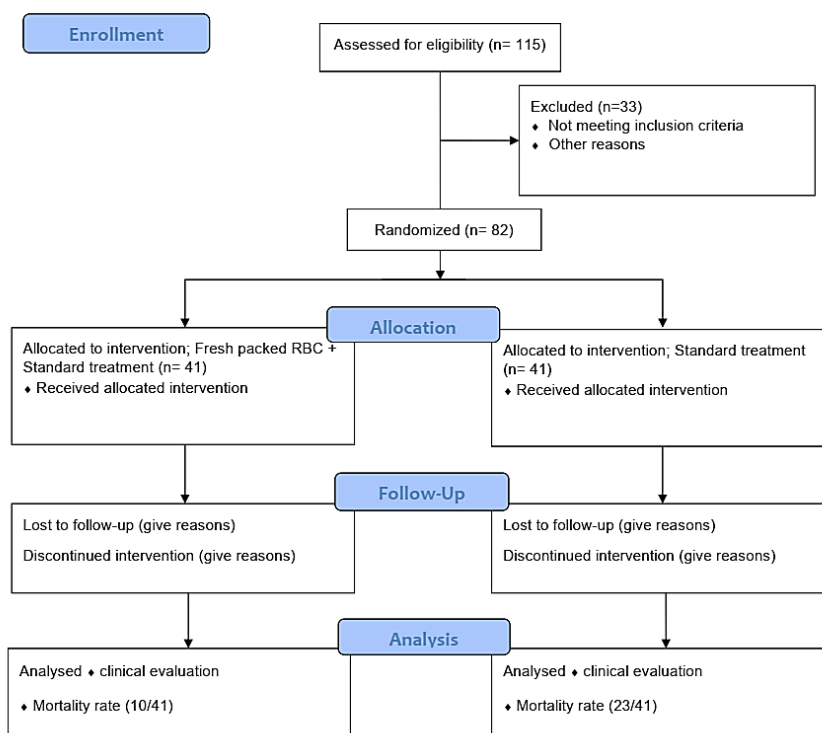 Enrollment
Assessed for eligibility (n= 115)
Excluded (n=33)
♦ Not meeting inclusion criteria
♦ Other reasons
Randomized (n= 82)
Allocation
Allocated to intervention; Fresh packed RBC +
Standard treatment (n= 41)
♦ Received allocated intervention
Allocated to intervention; Standard treatment
(n= 41)
♦ Received allocated intervention
Follow-Up
Lost to follow-up (give reasons)
Discontinued intervention (give reasons)
Lost to follow-up (give reasons)
Discontinued intervention (give reasons)
Analysis
Analysed ♦ clinical evaluation
♦ Mortality rate (10/41)
Analysed ♦ clinical evaluation
♦ Mortality rate (23/41)